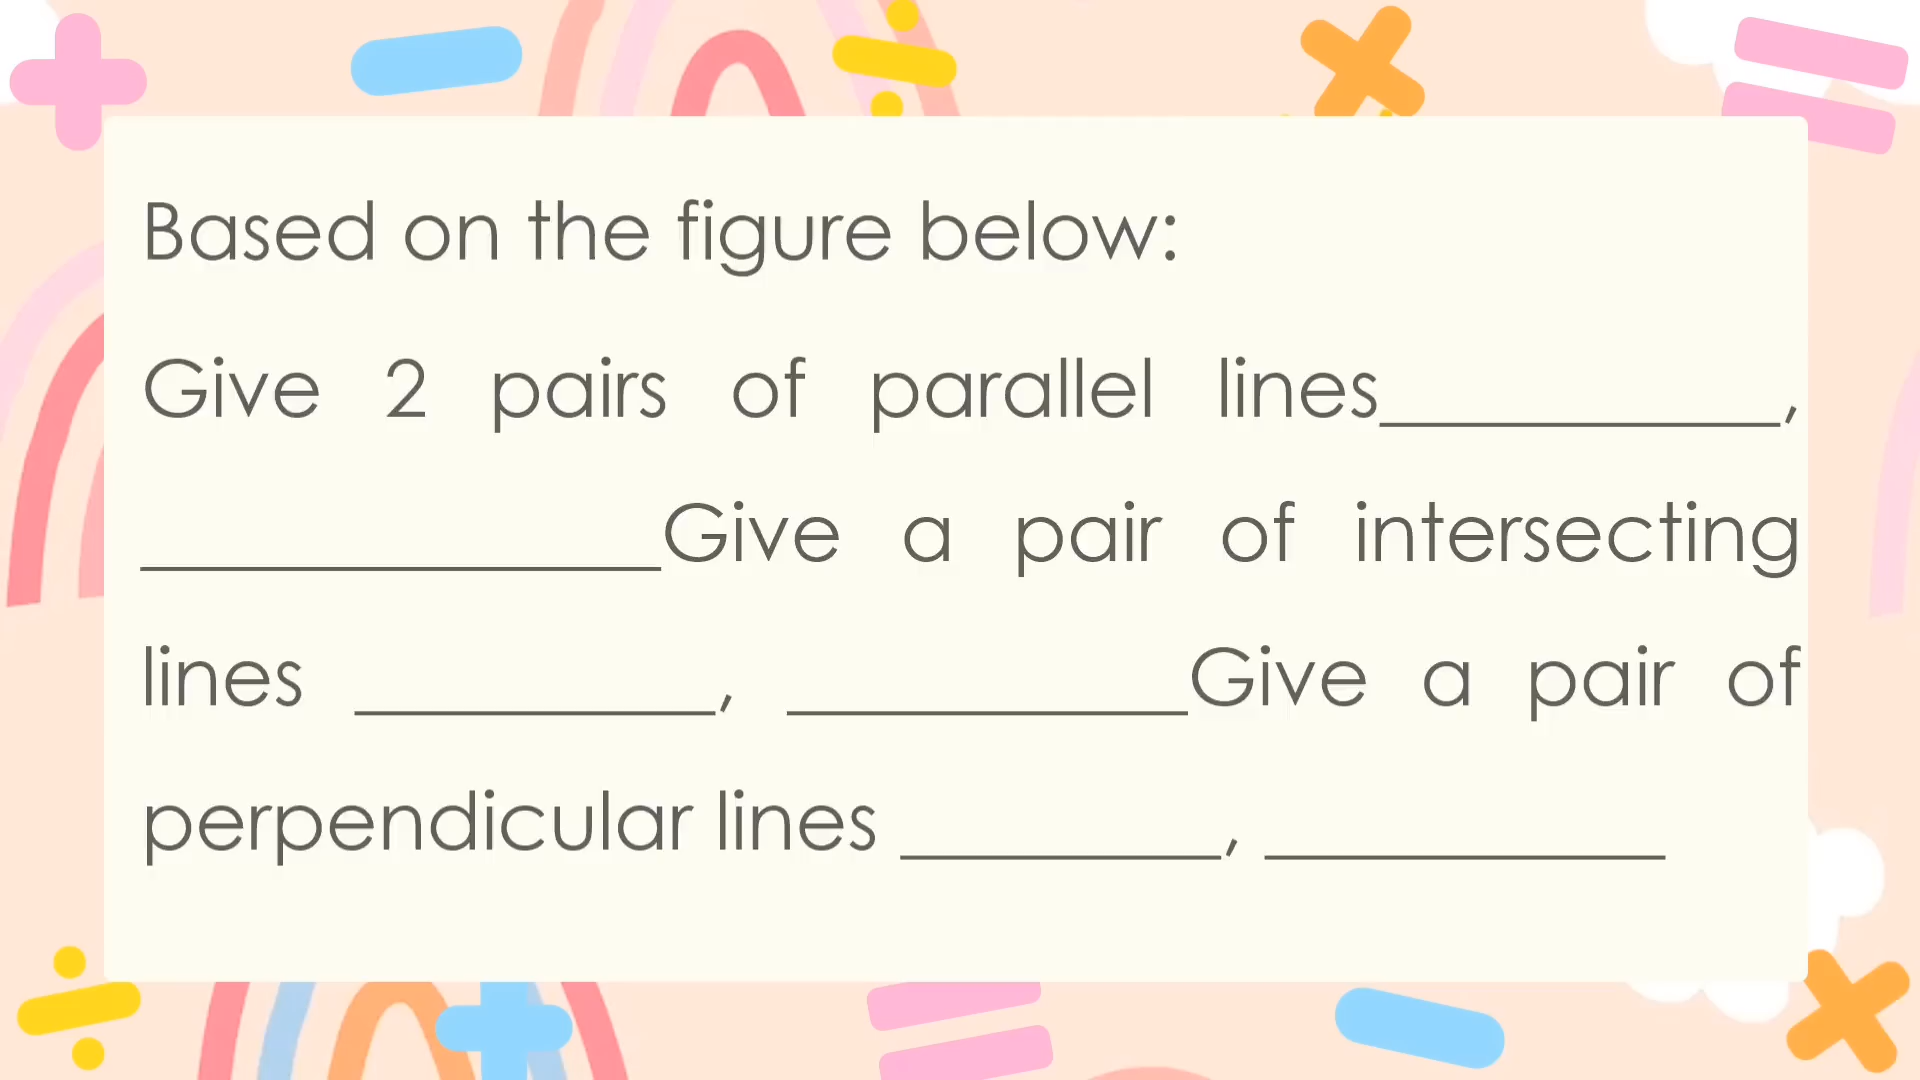 Based on the figure below:
Give 2 pairs of parallel lines__________,
_____________Give a pair of intersecting
lines _________, __________Give a pair of
perpendicular lines ________, __________